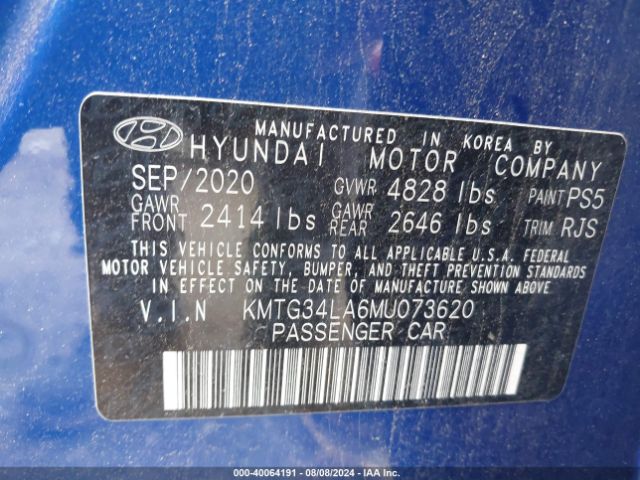 MANUFACTURED IN KOREA BY
HYUNDAI MOTOR COMPANY
SEP/2020 GVWR 4828 lbs PAINT PS5
GAWR FRONT 2414 lbs GAWR REAR 2646 lbs TRIM RJS
THIS VEHICLE CONFORMS TO ALL APPLICABLE U.S.A. FEDERAL
MOTOR VEHICLE SAFETY, BUMPER, AND THEFT PREVENTION STANDARDS
IN EFFECT ON THE DATE OF MANUFACTURE SHOWN ABOVE.
V.I.N KMTG34LA6MU073620
PASSENGER CAR
000-40064191 - 08/08/2024 - IAA Inc.